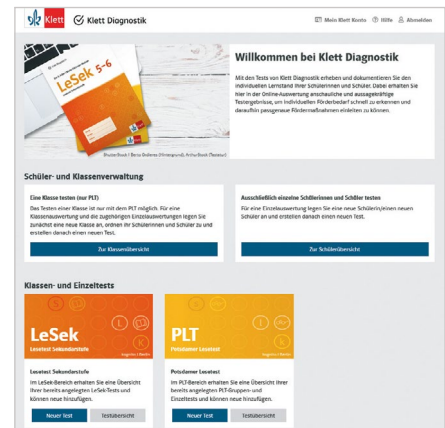 Klett
Klett Diagnostik
Mein Klett Konto
Hilfe
Abmelden
LeSek 5–6
Shutterstock / Berna Önlenra (Hintergrund), Arthur Shock (Tastatur)
Willkommen bei Klett Diagnostik
Mit den Tests von Klett Diagnostik erheben und dokumentieren Sie den
individuellen Lernstand Ihrer Schülerinnen und Schüler. Dabei erhalten Sie
hier in der Online-Auswertung anschauliche und aussagekräftige
Testergebnisse, um individuellen Förderbedarf schnell zu erkennen und
daraufhin passgenaue Fördermaßnahmen einleiten zu können.
Schüler- und Klassenverwaltung
Eine Klasse testen (nur PLT)
Das Testen einer Klasse ist nur mit dem PLT möglich. Für eine
Klassenauswertung und die zugehörigen Einzelauswertungen legen Sie
zunächst eine neue Klasse an, ordnen ihr Schülerinnen und Schüler zu und
erstellen danach einen neuen Test.
Zur Klassenübersicht
Ausschließlich einzelne Schülerinnen und Schüler testen
Für eine Einzelauswertung legen Sie eine neue Schülerin/einen neuen
Schüler an und erstellen danach einen neuen Test.
Zur Schülerübersicht
Klassen- und Einzeltests
LeSek
Lesetest Sekundarstufe
Lesetest Sekundarstufe
Im LeSek-Bereich erhalten Sie eine Übersicht
Ihrer bereits angelegten LeSek-Tests und
können neue hinzufügen.
Neuer Test
Testübersicht
PLT
Potsdamer Lesetest
Potsdamer Lesetest
Im PLT-Bereich erhalten Sie eine Übersicht Ihrer
bereits angelegten PLT-Gruppen- und
Einzeltests und können neue hinzufügen.
Neuer Test
Testübersicht